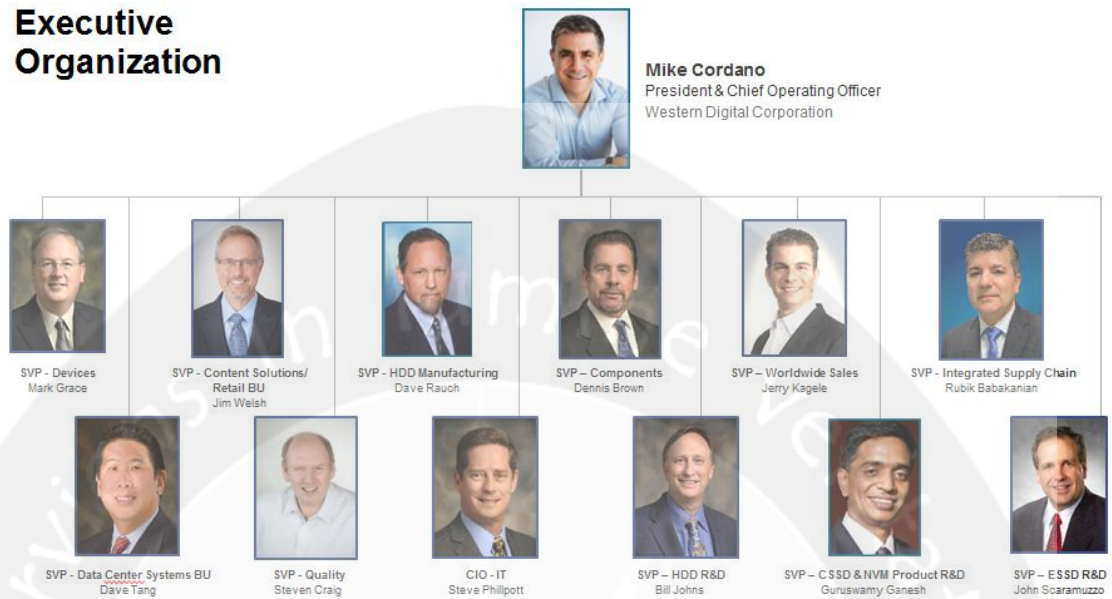 Executive
Organization
Mike Cordano
President & Chief Operating Officer
Western Digital Corporation
SVP - Devices
Mark Grace
SVP - Content Solutions/
Retail BU
Jim Welsh
SVP - HDD Manufacturing
Dave Rauch
SVP – Components
Dennis Brown
SVP – Worldwide Sales
Jerry Kagele
SVP - Integrated Supply Chain
Rubik Babakanian
SVP - Data Center Systems BU
Dave Tang
SVP - Quality
Steven Craig
CIO - IT
Steve Philpott
SVP – HDD R&D
Bill Johns
SVP – CSSD & NVM Product R&D
Guruswamy Ganesh
SVP – ESSD R&D
John Scaramuzzo